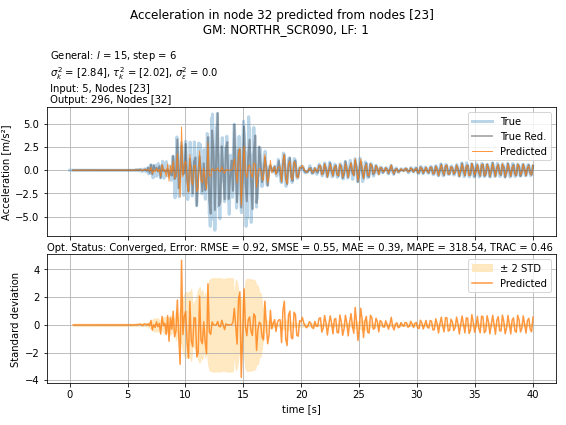 Acceleration in node 32 predicted from nodes [23]
GM: NORTHR_SCR090, LF: 1
General: l = 15, step = 6
σ²ₖ = [2.84], τ²ₖ = [2.02], σ²_ε = 0.0
Input: 5, Nodes [23]
Output: 296, Nodes [32]
Acceleration [m/s²]
5.0
2.5
0.0
−2.5
−5.0
True
True Red.
Predicted
Opt. Status: Converged, Error: RMSE = 0.92, SMSE = 0.55, MAE = 0.39, MAPE = 318.54, TRAC = 0.46
Standard deviation
4
2
0
−2
−4
± 2 STD
Predicted
0 5 10 15 20 25 30 35 40
time [s]